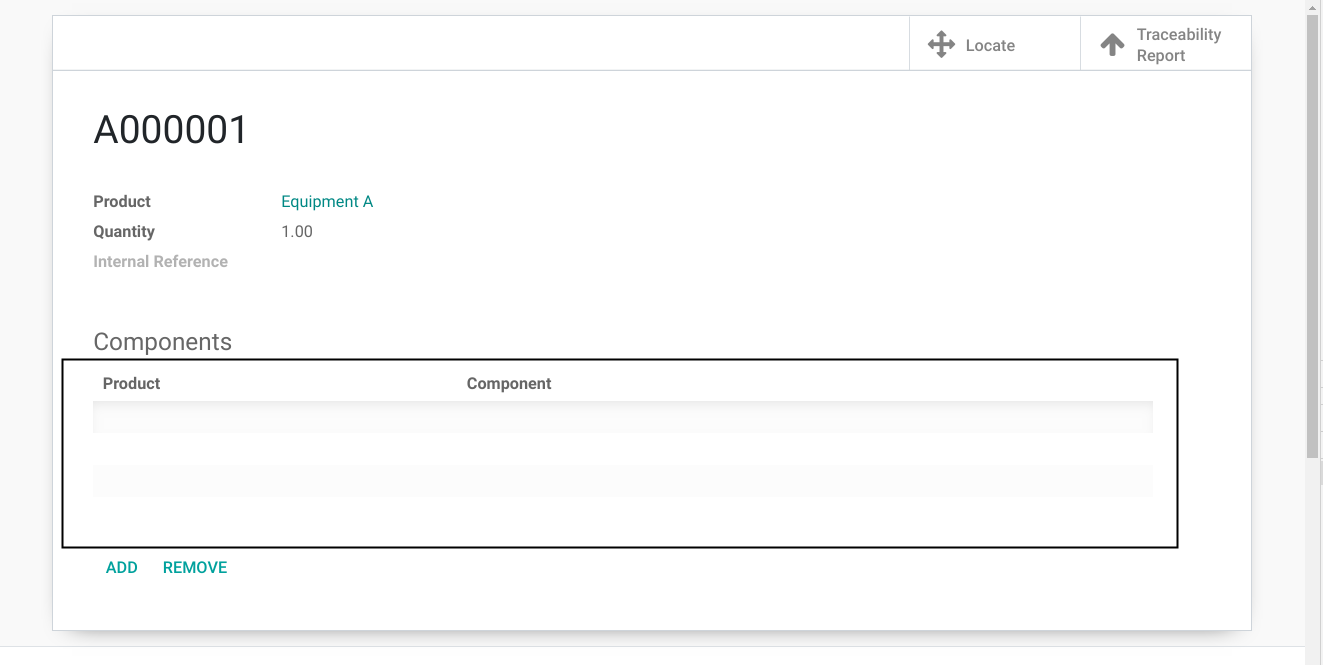 Locate
Traceability
Report
A000001
Product Equipment A
Quantity 1.00
Internal Reference
Components
Product Component
ADD REMOVE